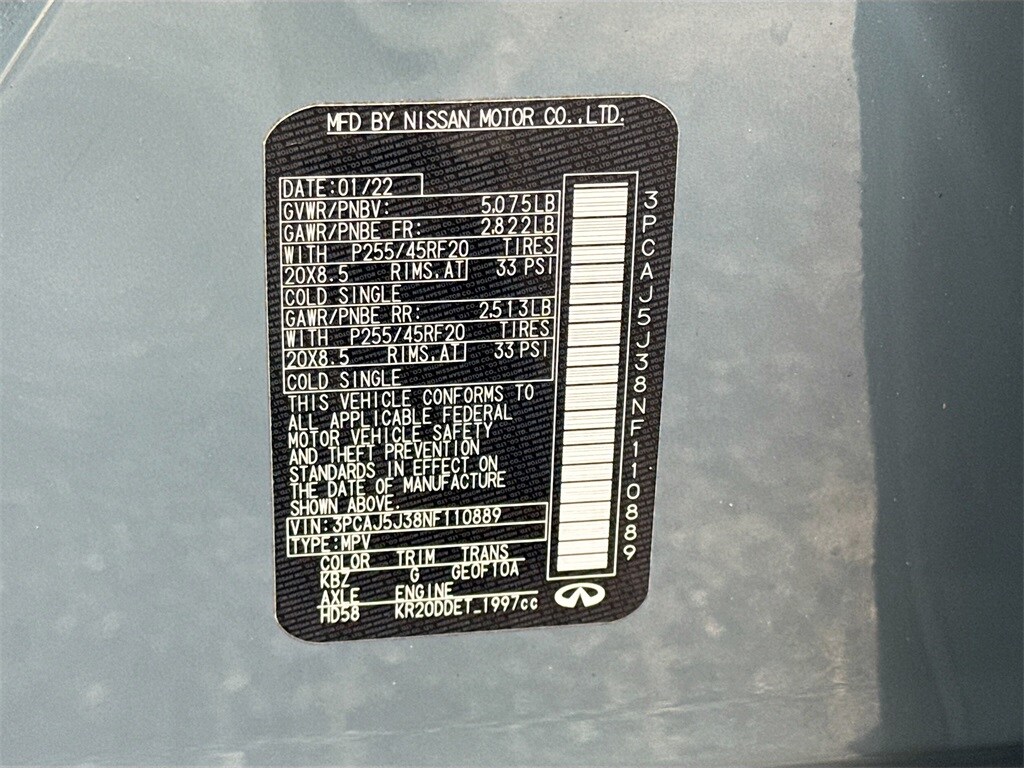 MFD BY NISSAN MOTOR CO.,LTD.
DATE:01/22
GVWR/PNBV: 5.075LB
GAWR/PNBE FR: 2.822LB
WITH P255/45RF20 TIRES
20X8.5 RIMS.AT 33 PSI
COLD SINGLE
GAWR/PNBE RR: 2.513LB
WITH P255/45RF20 TIRES
20X8.5 RIMS.AT 33 PSI
COLD SINGLE
THIS VEHICLE CONFORMS TO
ALL APPLICABLE FEDERAL
MOTOR VEHICLE SAFETY
AND THEFT PREVENTION
STANDARDS IN EFFECT ON
THE DATE OF MANUFACTURE
SHOWN ABOVE.
VIN:3PCAJ5J38NF110889
TYPE:MPV
COLOR TRIM TRANS
KBZ G GE0F10A
AXLE ENGINE
HD58 KR20DDET_1997cc
3PCAJ5J38NF110889